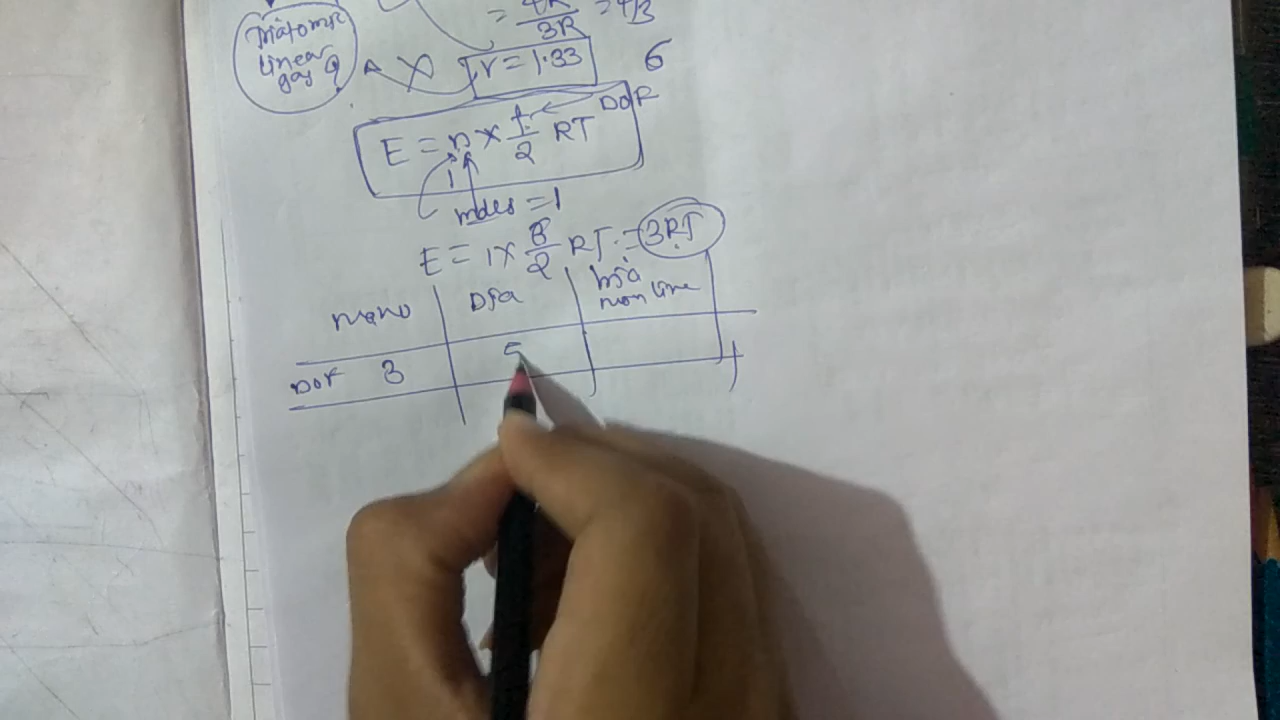 = 4R/3R = 4/3
Triatomic
linear
gas
γ = 1.33
6
DOF
E = n × f/2 RT
1
moles = 1
E = 1 × 6/2 RT = 3RT
mono Dia
non line
DOF 3 5